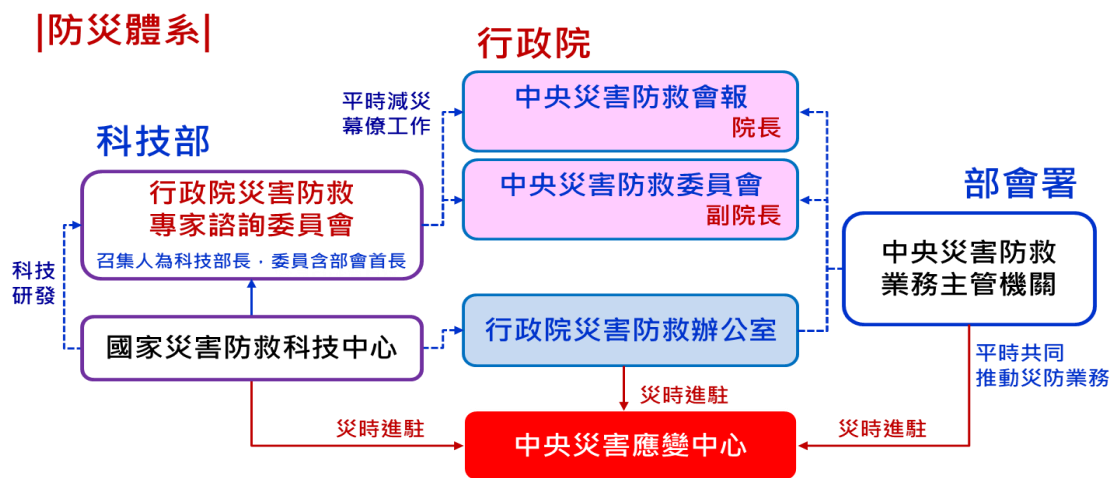 |防災體系|
行政院
中央災害防救會報
院長
平時減災
幕僚工作
科技部
行政院災害防救
專家諮詢委員會
召集人為科技部長，委員含部會首長
中央災害防救委員會
副院長
部會署
中央災害防救
業務主管機關
科技
研發
國家災害防救科技中心
行政院災害防救辦公室
平時共同
推動災防業務
災時進駐
災時進駐
災時進駐
中央災害應變中心